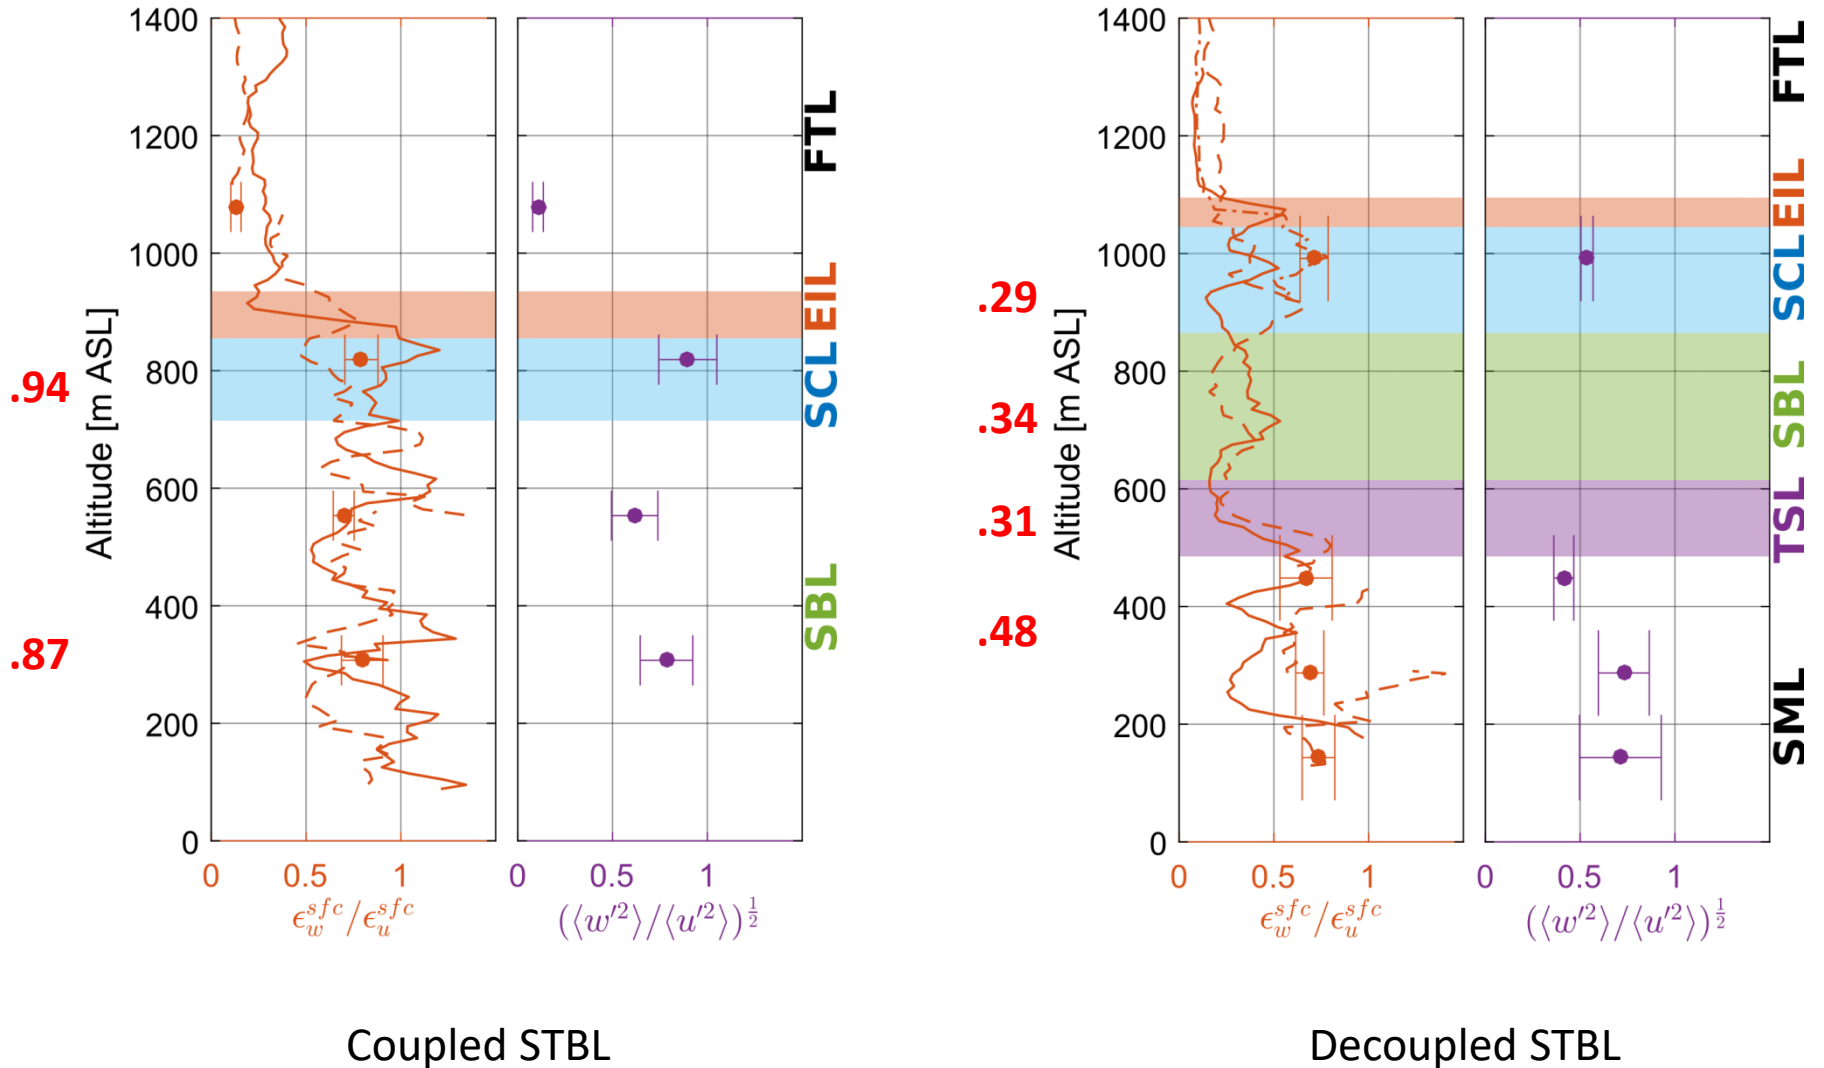 1400
1200
1000
800
600
400
200
0
Altitude [m ASL]
.94
.87
0 0.5 1
ϵ_w^{sfc}/ϵ_u^{sfc}
0 0.5 1
(⟨w′²⟩/⟨u′²⟩)^{1/2}
FTL
EIL
SCL
SBL
Coupled STBL
1400
1200
1000
800
600
400
200
0
Altitude [m ASL]
.29
.34
.31
.48
0 0.5 1
ϵ_w^{sfc}/ϵ_u^{sfc}
0 0.5 1
(⟨w′²⟩/⟨u′²⟩)^{1/2}
FTL
EIL
SCL
SBL
TSL
SML
Decoupled STBL